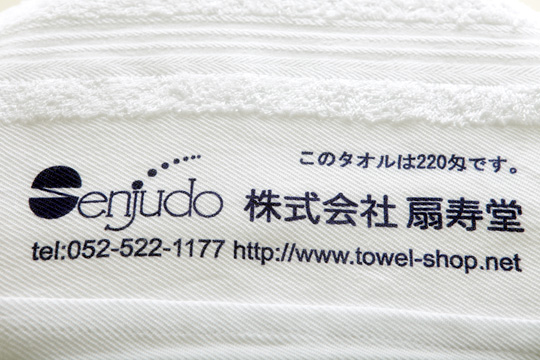 このタオルは220匁です。
Senjudo 株式会社 扇寿堂
tel:052-522-1177 http://www.towel-shop.net